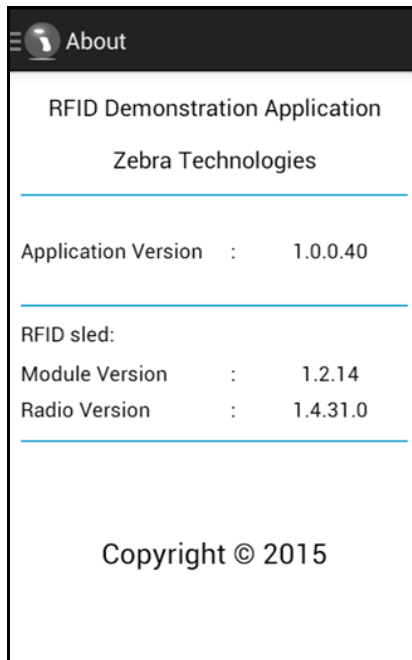 About
RFID Demonstration Application
Zebra Technologies
Application Version : 1.0.0.40
RFID sled:
Module Version : 1.2.14
Radio Version : 1.4.31.0
Copyright © 2015